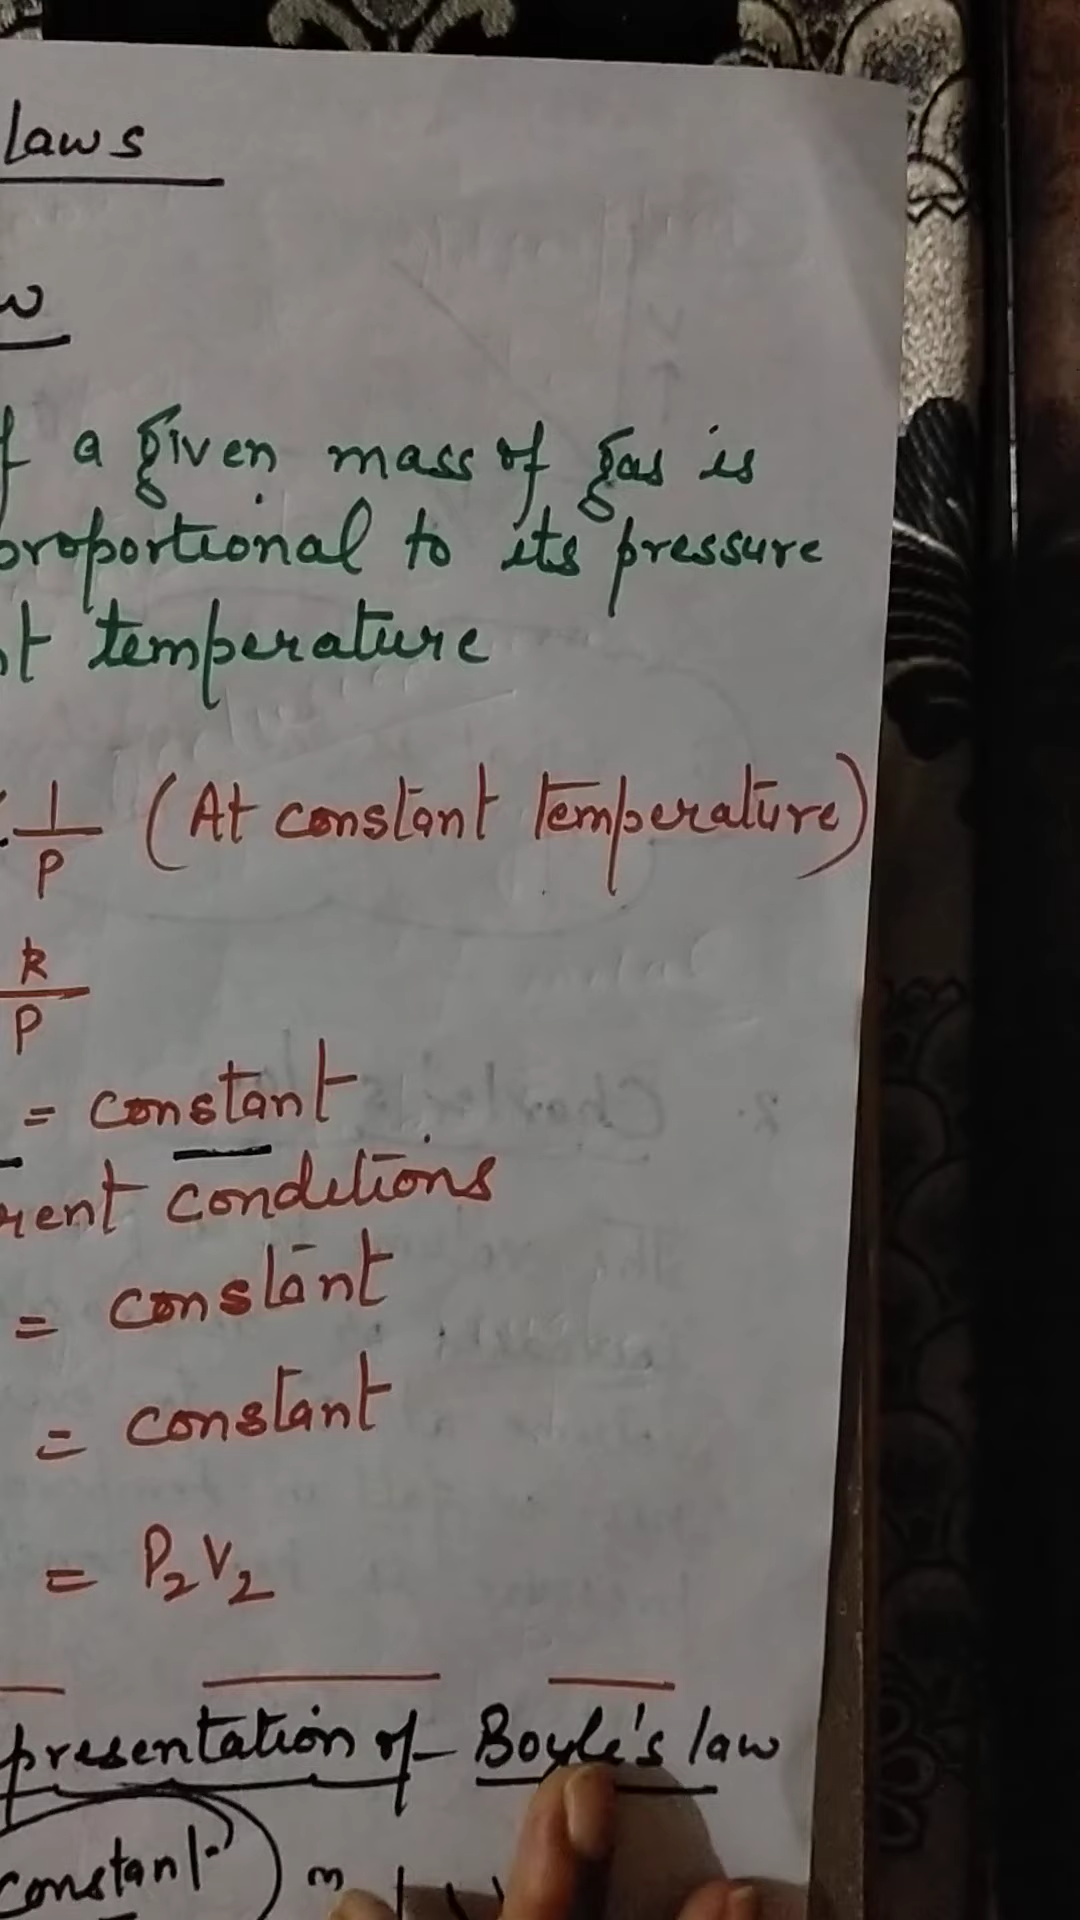 laws
w
f a given mass of gas is
proportional to its pressure
t temperature
1/P (At constant temperature)
k/P
= constant
rent conditions
= constant
= constant
= P₂V₂
presentation of Boyle's law
constant